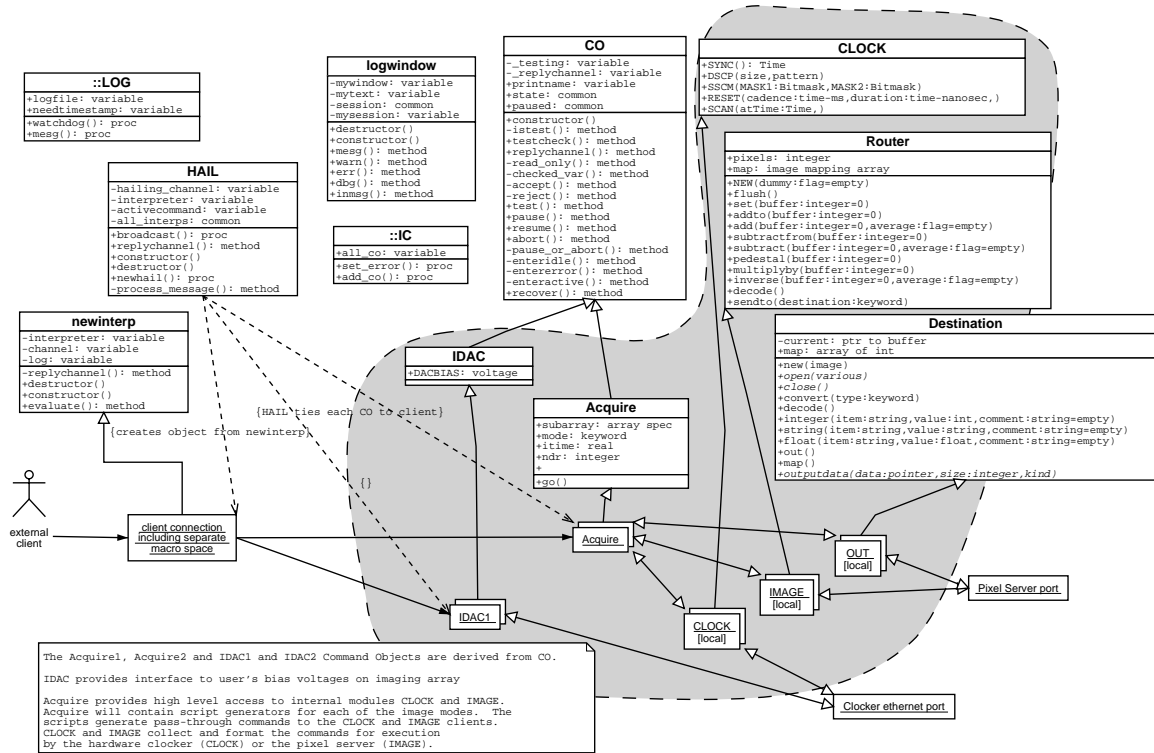 ::LOG
+logfile: variable
+needtimestamp: variable
+watchdog(): proc
+mesg(): proc
logwindow
-mywindow: variable
-mytext: variable
-session: common
-mysession: variable
+destructor()
+constructor()
+mesg(): method
+warn(): method
+err(): method
+dbg(): method
+inmsg(): method
CO
-_testing: variable
-_replychannel: variable
+printname: variable
+state: common
+paused: common
+constructor()
-istest(): method
+testcheck(): method
+replychannel(): method
-read_only(): method
-checked_var(): method
-accept(): method
-reject(): method
+test(): method
+pause(): method
+resume(): method
+abort(): method
-pause_or_abort(): method
-enteridle(): method
-entererror(): method
-enteractive(): method
+recover(): method
CLOCK
+SYNC(): Time
+DSCP(size,pattern)
+SSCM(MASK1:Bitmask,MASK2:Bitmask)
+RESET(cadence:time-ms,duration:time-nanosec,)
+SCAN(atTime:Time,)
Router
+pixels: integer
+map: image mapping array
+NEW(dummy:flag=empty)
+flush()
+set(buffer:integer=0)
+addto(buffer:integer=0)
+add(buffer:integer=0,average:flag=empty)
+subtractfrom(buffer:integer=0)
+subtract(buffer:integer=0,average:flag=empty)
+pedestal(buffer:integer=0)
+multiplyby(buffer:integer=0)
+inverse(buffer:integer=0,average:flag=empty)
+decode()
+sendto(destination:keyword)
HAIL
-hailing_channel: variable
-interpreter: variable
-activecommand: variable
-all_interps: common
+broadcast(): proc
+replychannel(): method
+constructor()
+destructor()
+newhail(): proc
-process_message(): method
::IC
+all_co: variable
+set_error(): proc
+add_co(): proc
newinterp
-interpreter: variable
-channel: variable
-log: variable
-replychannel(): method
+destructor()
+constructor()
+evaluate(): method
IDAC
+DACBIAS: voltage
Destination
-current: ptr to buffer
+map: array of int
+new(image)
+open(various)
+close()
+convert(type:keyword)
+decode()
+integer(item:string,value:int,comment:string=empty)
+string(item:string,value:string,comment:string=empty)
+float(item:string,value:float,comment:string=empty)
+out()
+map()
+outputdata(data:pointer,size:integer,kind)
Acquire
+subarray: array spec
+mode: keyword
+itime: real
+ndr: integer
+
+go()
{HAIL ties each CO to client}
{creates object from newinterp}
{}
external
client
client connection
including separate
macro space
Acquire
OUT
[local]
IMAGE
[local]
Pixel Server port
IDAC1
CLOCK
[local]
Clocker ethernet port
The Acquire1, Acquire2 and IDAC1 and IDAC2 Command Objects are derived from CO.
IDAC provides interface to user's bias voltages on imaging array
Acquire provides high level access to internal modules CLOCK and IMAGE.
Acquire will contain script generators for each of the image modes.  The
scripts generate pass-through commands to the CLOCK and IMAGE clients.
CLOCK and IMAGE collect and format the commands for execution
by the hardware clocker (CLOCK) or the pixel server (IMAGE).